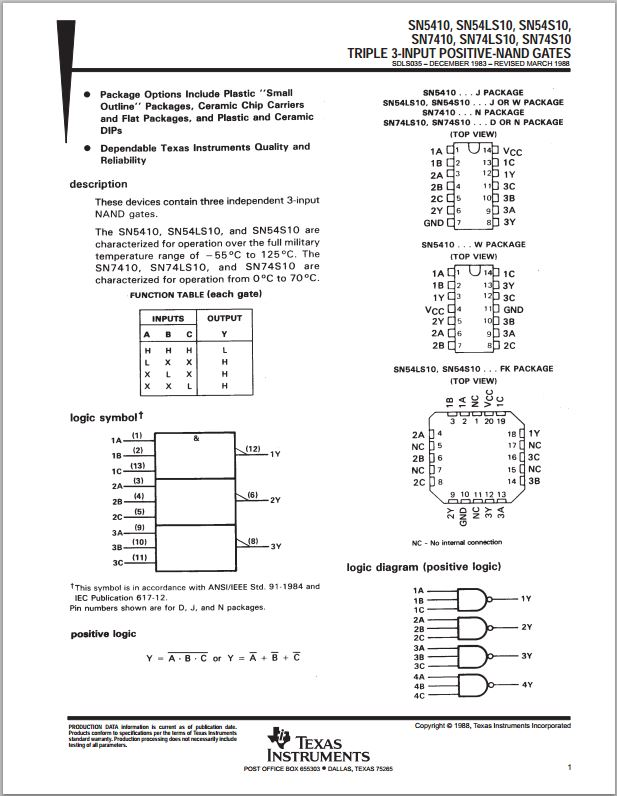 SN5410, SN54LS10, SN54S10,
SN7410, SN74LS10, SN74S10
TRIPLE 3-INPUT POSITIVE-NAND GATES
SDLS035 – DECEMBER 1983 – REVISED MARCH 1988
● Package Options Include Plastic "Small
Outline" Packages, Ceramic Chip Carriers
and Flat Packages, and Plastic and Ceramic
DIPs
● Dependable Texas Instruments Quality and
Reliability
description
These devices contain three independent 3-input
NAND gates.
The SN5410, SN54LS10, and SN54S10 are
characterized for operation over the full military
temperature range of −55°C to 125°C. The
SN7410, SN74LS10, and SN74S10 are
characterized for operation from 0°C to 70°C.
FUNCTION TABLE (each gate)
INPUTS OUTPUT
A B C Y
H H H L
L X X H
X L X H
X X L H
logic symbol†
&
1A (1)
1B (2) (12) 1Y
1C (13)
2A (3)
2B (4) (6) 2Y
2C (5)
3A (9)
3B (10) (8) 3Y
3C (11)
†This symbol is in accordance with ANSI/IEEE Std. 91-1984 and
IEC Publication 617-12.
Pin numbers shown are for D, J, and N packages.
positive logic
Y = A̅ ̅·̅ ̅B̅ ̅·̅ ̅C̅ or Y = A̅ + B̅ + C̅
SN5410 . . . J PACKAGE
SN54LS10, SN54S10 . . . J OR W PACKAGE
SN7410 . . . N PACKAGE
SN74LS10, SN74S10 . . . D OR N PACKAGE
(TOP VIEW)
1A 1 14 VCC
1B 2 13 1C
2A 3 12 1Y
2B 4 11 3C
2C 5 10 3B
2Y 6 9 3A
GND 7 8 3Y
SN5410 . . . W PACKAGE
(TOP VIEW)
1A 1 14 1C
1B 2 13 3Y
1Y 3 12 3C
VCC 4 11 GND
2Y 5 10 3B
2A 6 9 3A
2B 7 8 2C
SN54LS10, SN54S10 . . . FK PACKAGE
(TOP VIEW)
1B 1A NC VCC 1C
3 2 1 20 19
2A 4 18 1Y
NC 5 17 NC
2B 6 16 3C
NC 7 15 NC
2C 8 14 3B
9 10 11 12 13
2Y GND NC 3Y 3A
NC - No internal connection
logic diagram (positive logic)
1A
1B 1Y
1C
2A
2B 2Y
2C
3A
3B 3Y
3C
4A
4B 4Y
4C
PRODUCTION DATA information is current as of publication date.
Products conform to specifications per the terms of Texas Instruments
standard warranty. Production processing does not necessarily include
testing of all parameters.
TEXAS
INSTRUMENTS
POST OFFICE BOX 655303 ● DALLAS, TEXAS 75265
Copyright © 1988, Texas Instruments Incorporated
1